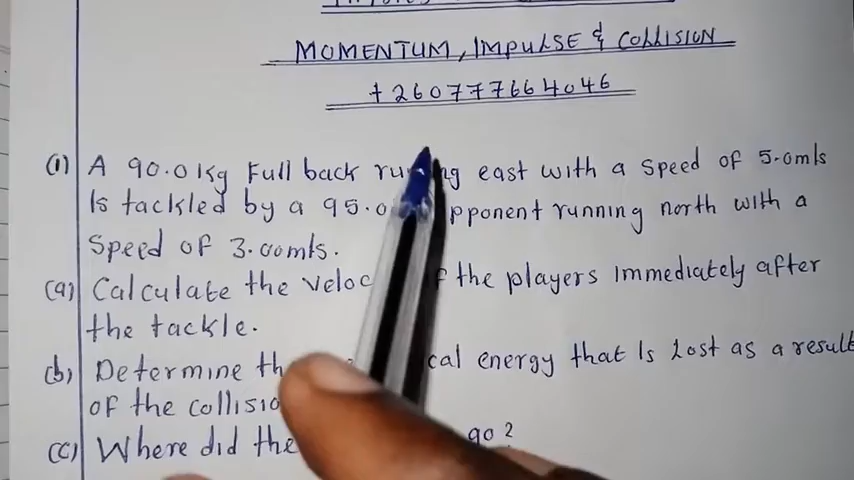 MOMENTUM, IMPULSE & COLLISION
+260777664046
(1) A 90.0kg Full back ru ng east with a speed of 5.0m/s
Is tackled by a 95.0 pponent running north with a
speed of 3.00m/s.
(a) Calculate the veloc f the players immediately after
the tackle.
(b) Determine th cal energy that Is Lost as a result
of the collisio
(c) Where did the go?